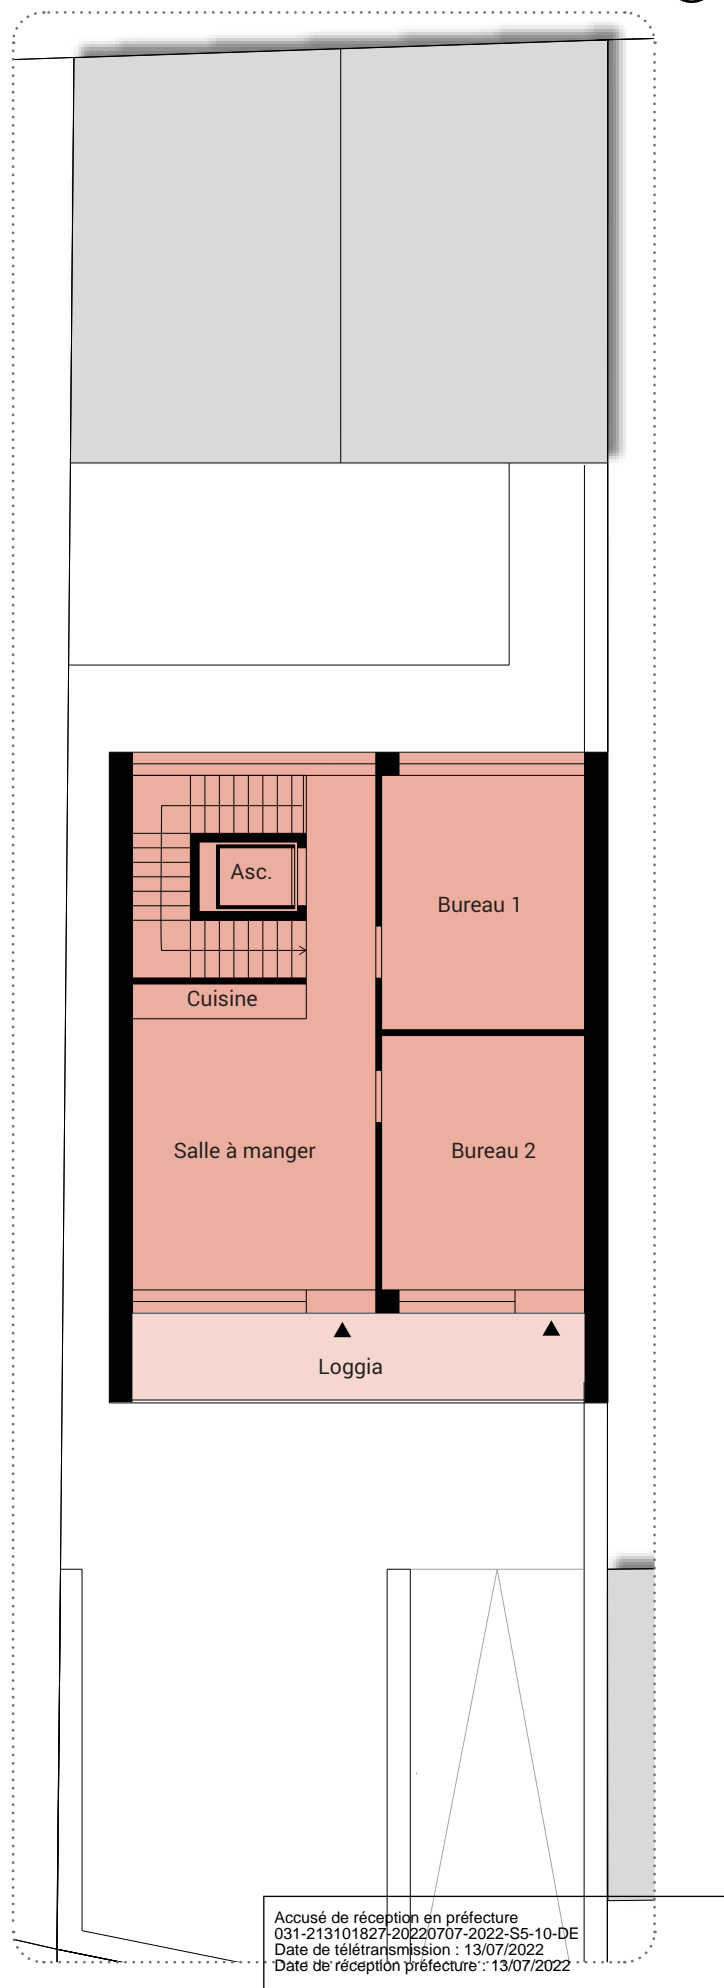 Asc.
Bureau 1
Cuisine
Salle à manger
Bureau 2
Loggia
Accusé de réception en préfecture
031-213101827-20220707-2022-S5-10-DE
Date de télétransmission : 13/07/2022
Date de réception préfecture : 13/07/2022